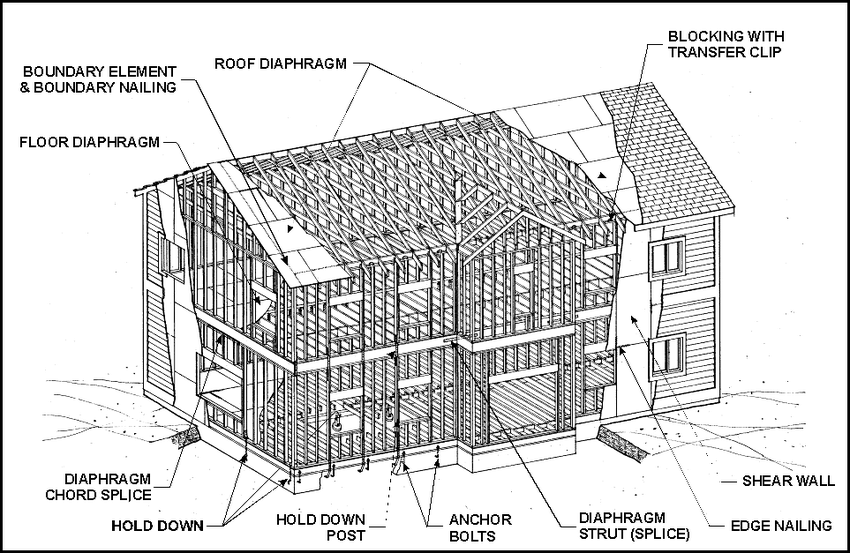 BLOCKING WITH
TRANSFER CLIP
ROOF DIAPHRAGM
BOUNDARY ELEMENT
& BOUNDARY NAILING
FLOOR DIAPHRAGM
DIAPHRAGM
CHORD SPLICE
SHEAR WALL
HOLD DOWN
HOLD DOWN
POST
ANCHOR
BOLTS
DIAPHRAGM
STRUT (SPLICE)
EDGE NAILING